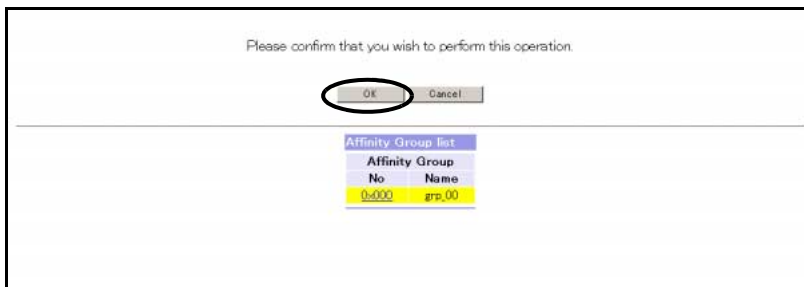 Please confirm that you wish to perform this operation.
OK Cancel
Affinity Group list
Affinity Group
No Name
0x000 grp_00